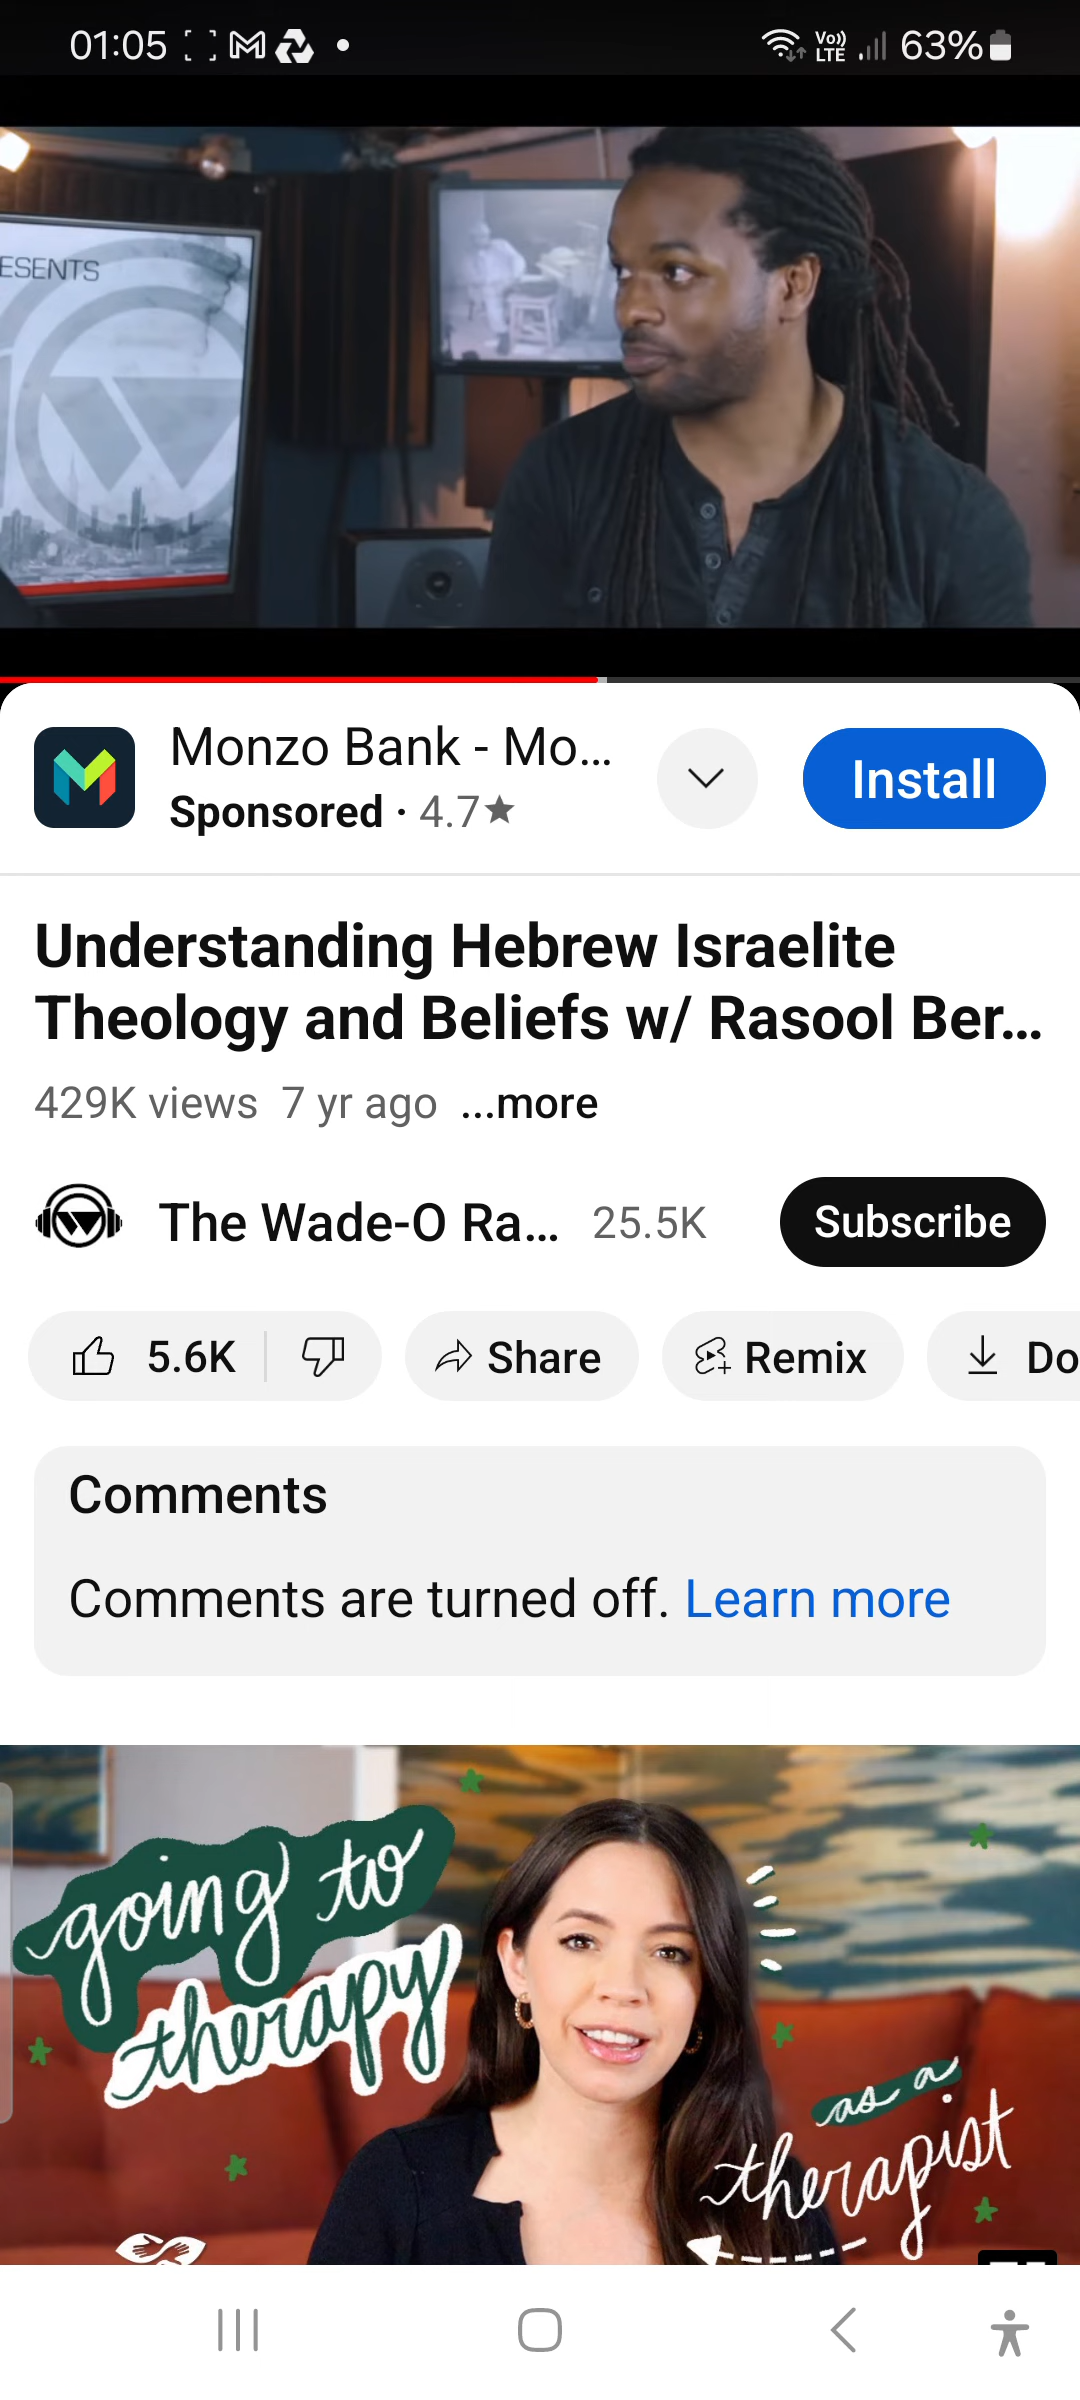 01:05
Vo))
LTE
63%
ESENTS
Monzo Bank - Mo...
Sponsored · 4.7★
Install
Understanding Hebrew Israelite
Theology and Beliefs w/ Rasool Ber...
429K views 7 yr ago ...more
The Wade-O Ra... 25.5K
Subscribe
5.6K
Share
Remix
Do
Comments
Comments are turned off. Learn more
going to
therapy
as a
therapist